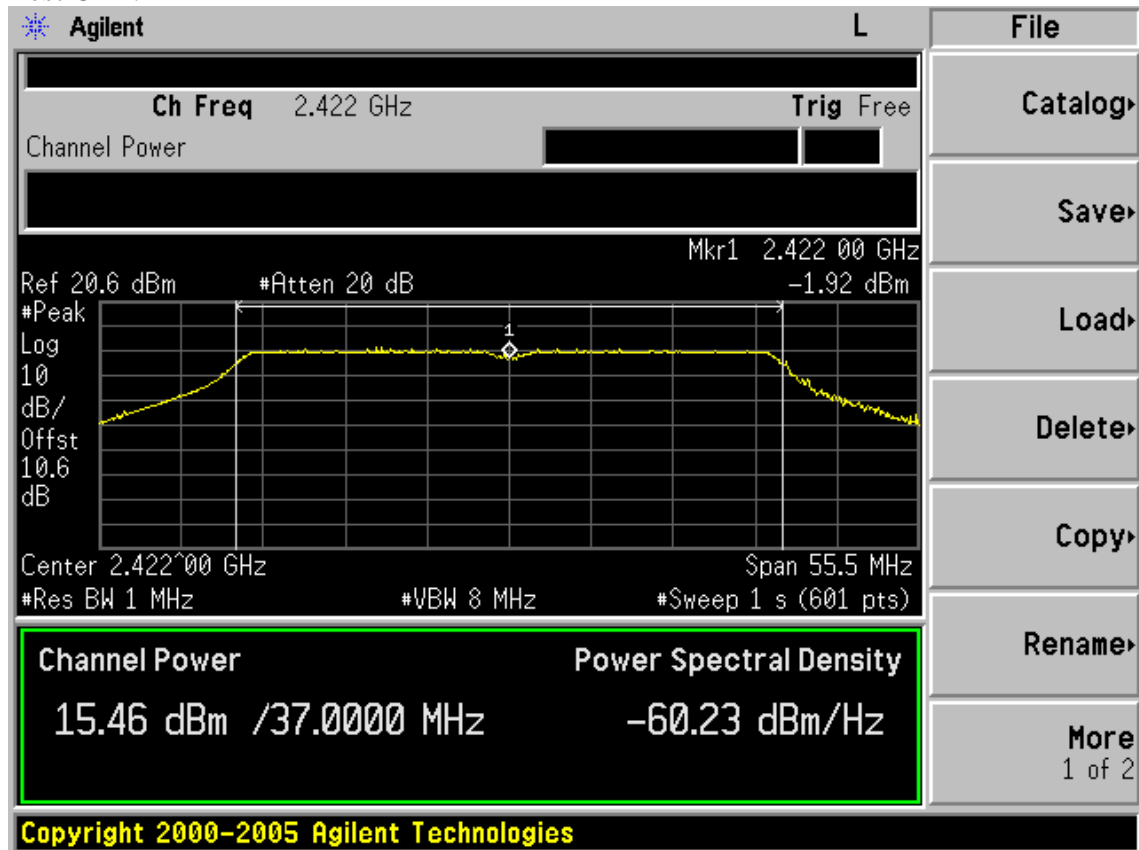 Agilent L File
Ch Freq 2.422 GHz Trig Free
Channel Power
Catalog
Save
Mkr1 2.422 00 GHz
Ref 20.6 dBm #Atten 20 dB -1.92 dBm
#Peak
Log
10
dB/
Offst
10.6
dB
1
Center 2.422^00 GHz Span 55.5 MHz
#Res BW 1 MHz #VBW 8 MHz #Sweep 1 s (601 pts)
Load
Delete
Copy
Channel Power Power Spectral Density
15.46 dBm /37.0000 MHz -60.23 dBm/Hz
Rename
More
1 of 2
Copyright 2000-2005 Agilent Technologies